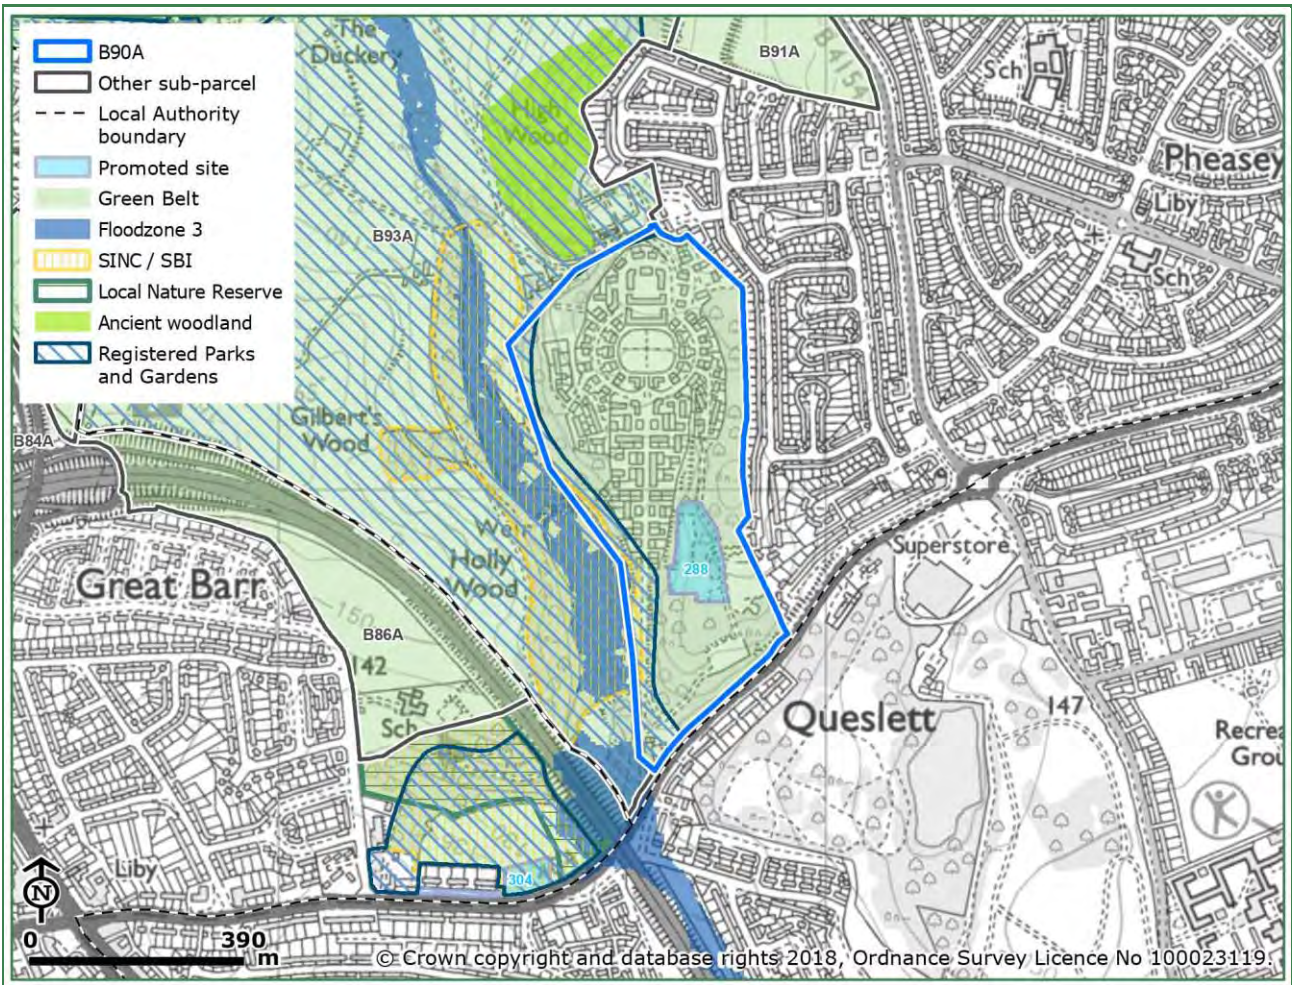 B90A
Other sub-parcel
Local Authority
boundary
Promoted site
Green Belt
Floodzone 3
SINC / SBI
Local Nature Reserve
Ancient woodland
Registered Parks
and Gardens
The
Duckery
High
Wood
B91A
B4154
Sch
Pheasey
Liby
Sch
B93A
B84A
Gilbert's
Wood
Weir
Holly
Wood
288
Superstore
Great Barr
150
B86A
142
Sch
Queslett
147
Recrea
Grou
Liby
304
N
0 390
m
© Crown copyright and database rights 2018, Ordnance Survey Licence No 100023119.